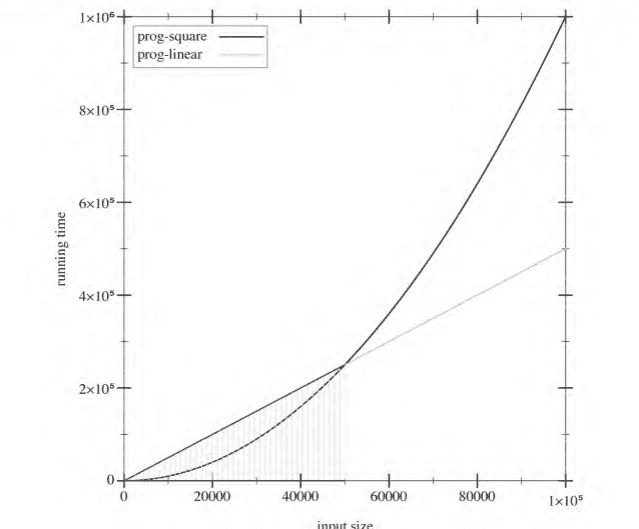 1×10⁶
prog-square
prog-linear
8×10⁵
6×10⁵
running time
4×10⁵
2×10⁵
0
0 20000 40000 60000 80000 1×10⁵
input size